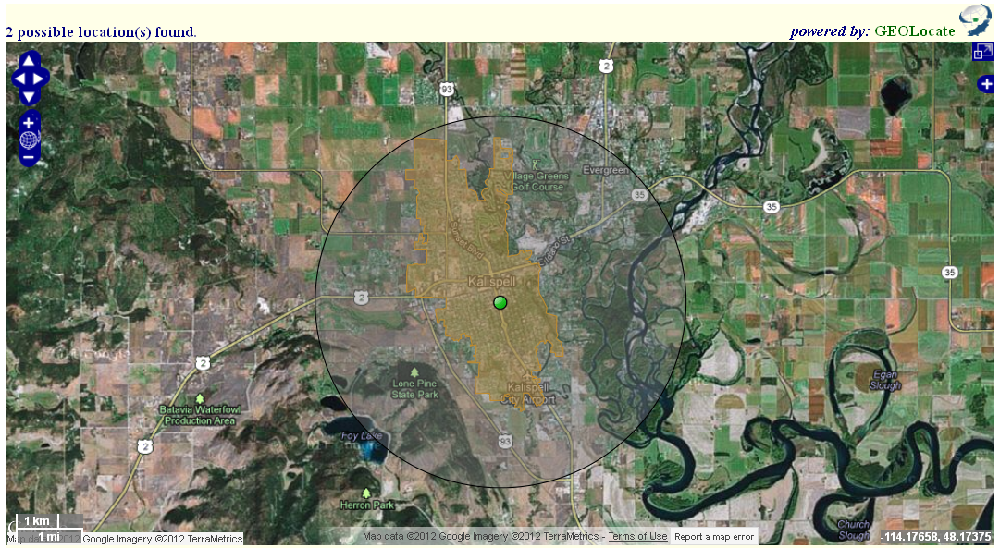 2 possible location(s) found.
powered by: GEOLocate
2
93
Village Greens
Golf Course
Evergreen
35
35
35
Kalispell
2
2
Lone Pine
State Park
Kalispell
City Airport
Egan
Slough
Batavia Waterfowl
Production Area
Foy Lake
93
2
Herron Park
Church
Slough
1 km
1 mi
Google Imagery ©2012 TerraMetrics
Map data ©2012 Google Imagery ©2012 TerraMetrics - Terms of Use
Report a map error
-114.17658, 48.17375